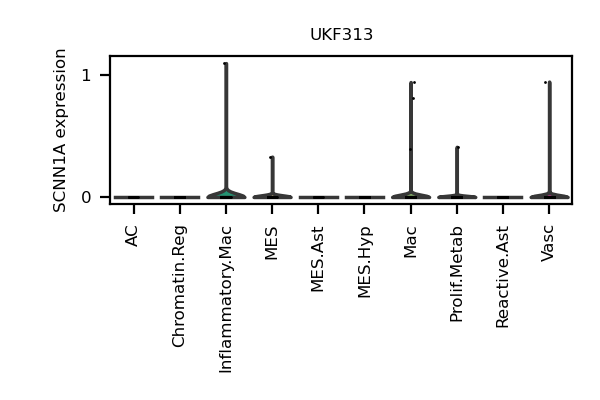 UKF313
SCNN1A expression
1
0
AC
Chromatin.Reg
Inflammatory.Mac
MES
MES.Ast
MES.Hyp
Mac
Prolif.Metab
Reactive.Ast
Vasc